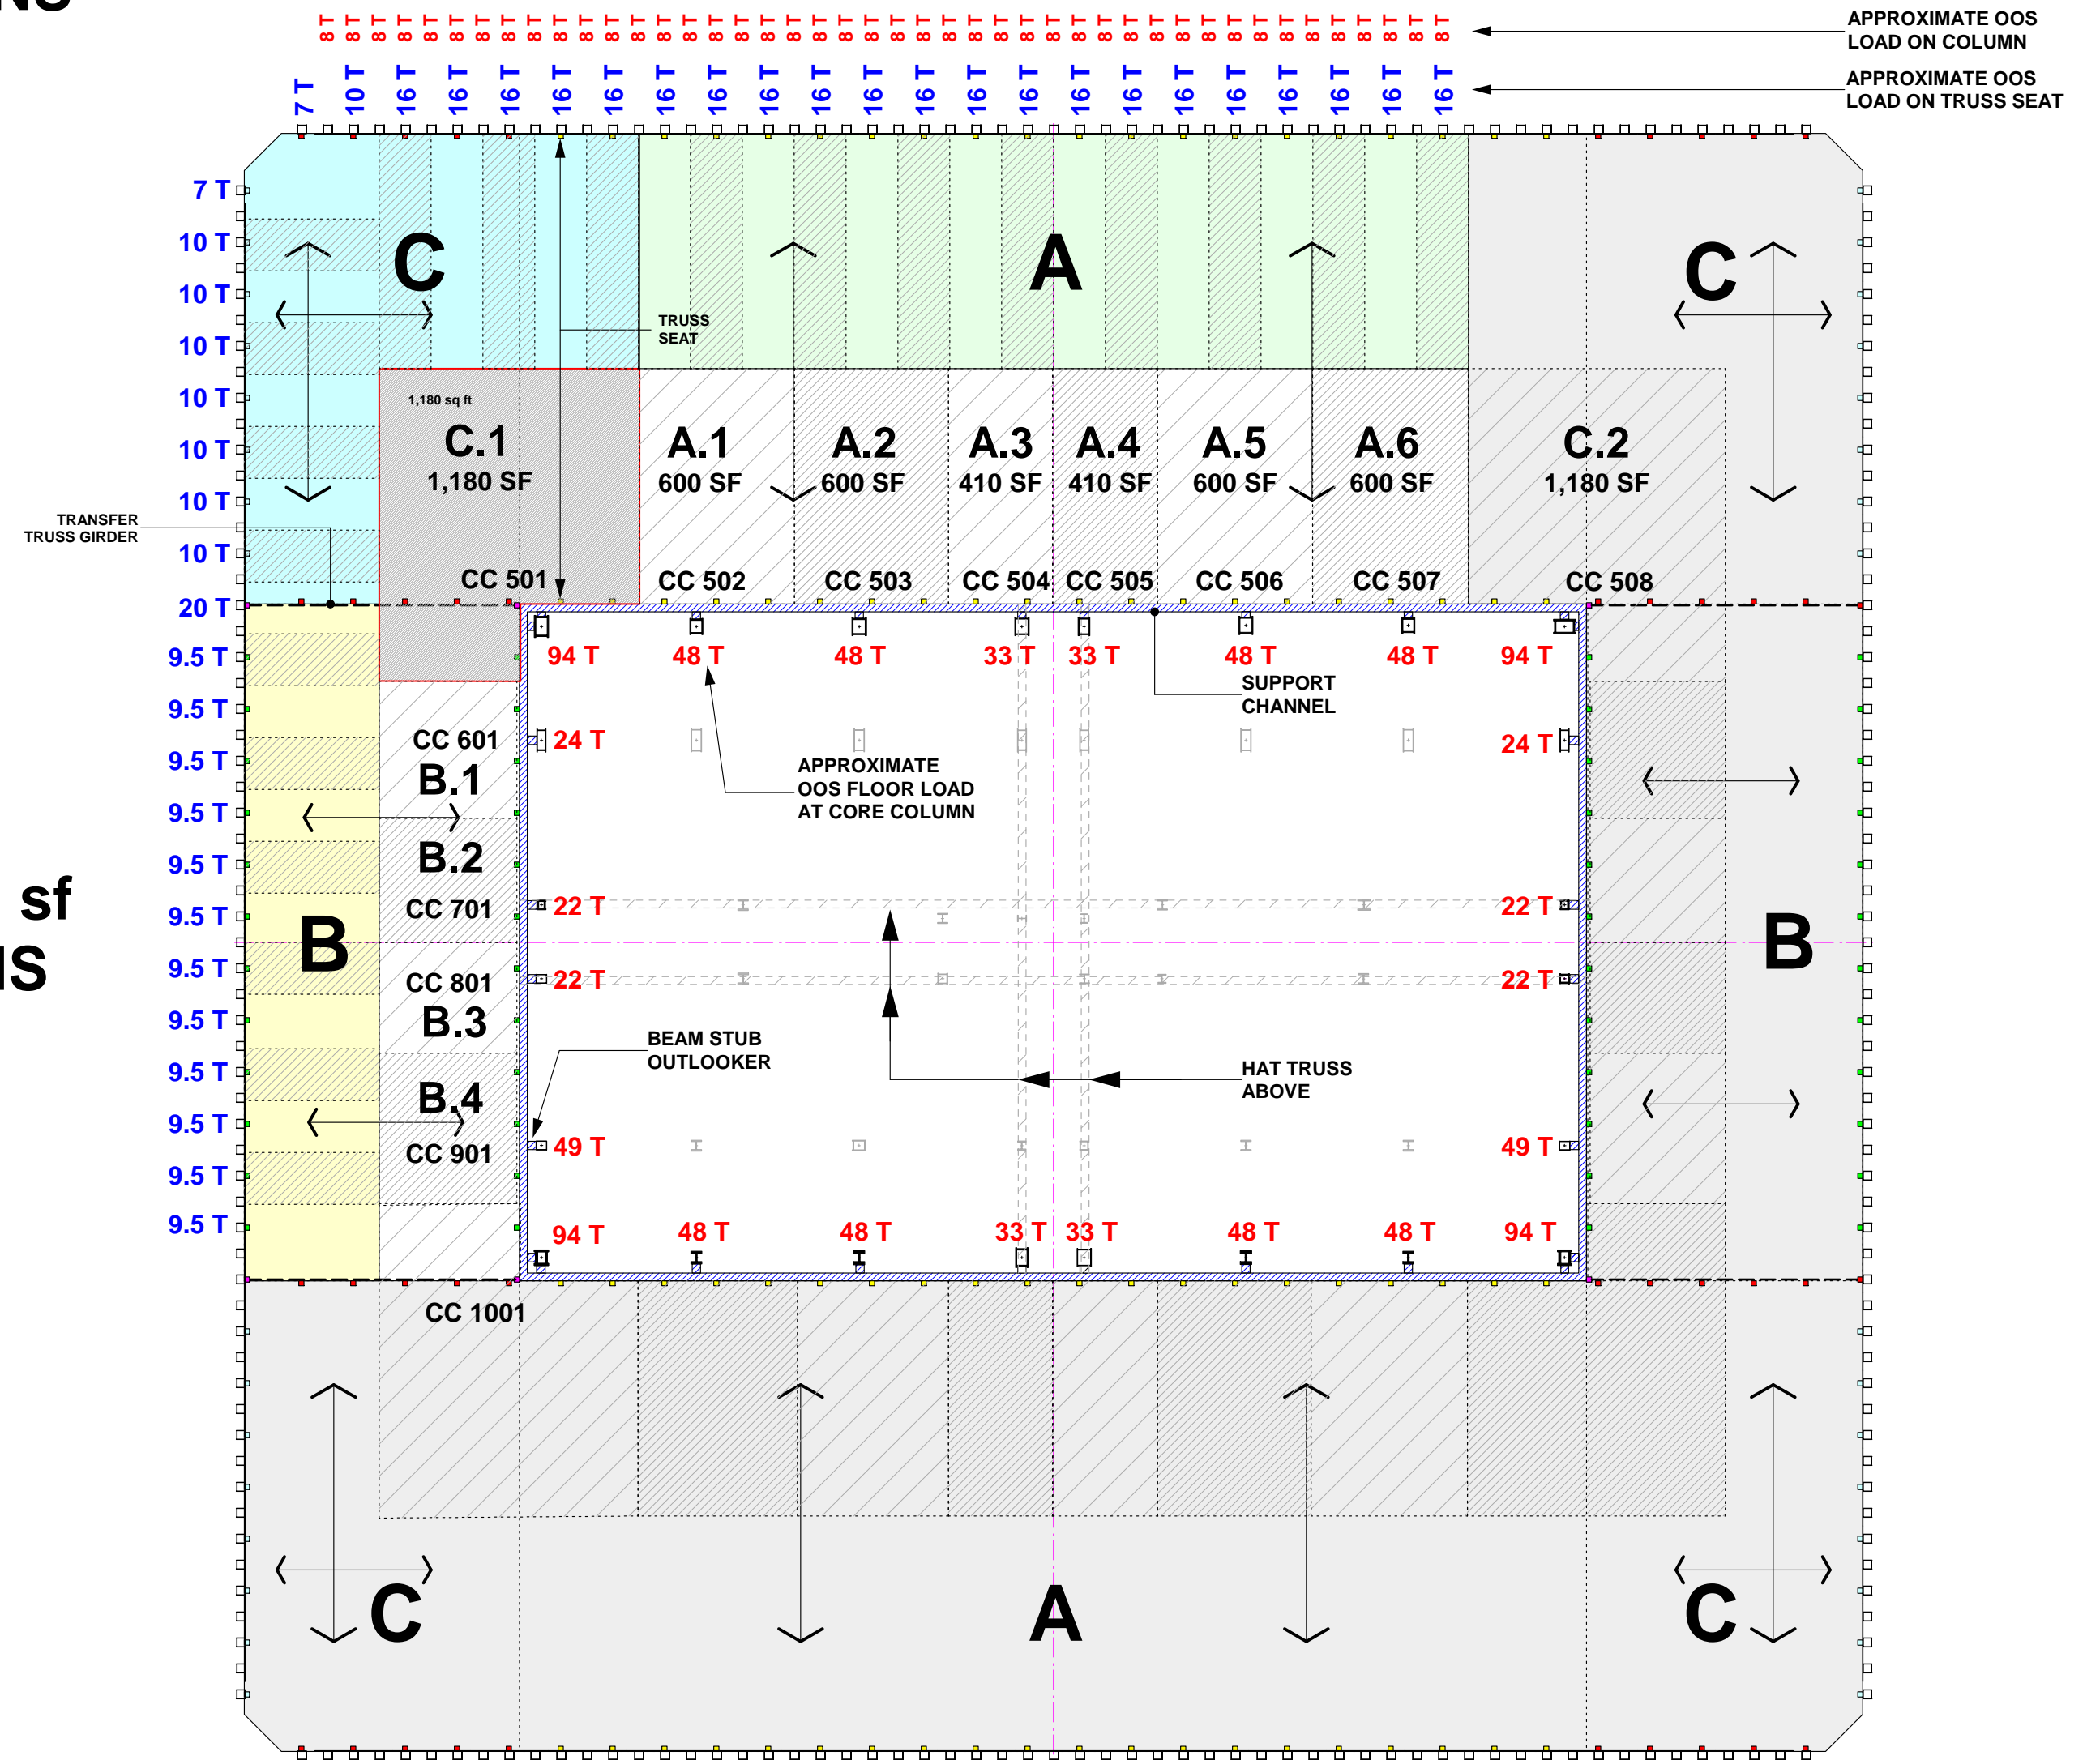 8 T 8 T 8 T 8 T 8 T 8 T 8 T 8 T 8 T 8 T 8 T 8 T 8 T 8 T 8 T 8 T 8 T 8 T 8 T 8 T 8 T 8 T 8 T 8 T 8 T 8 T 8 T 8 T 8 T 8 T 8 T 8 T 8 T 8 T 8 T 8 T 8 T 8 T 8 T 8 T 8 T 8 T 8 T 8 T
APPROXIMATE OOS
LOAD ON COLUMN
7 T 10 T 16 T 16 T 16 T 16 T 16 T 16 T 16 T 16 T 16 T 16 T 16 T 16 T 16 T 16 T 16 T 16 T 16 T 16 T 16 T 16 T 16 T
APPROXIMATE OOS
LOAD ON TRUSS SEAT
7 T
10 T
10 T
10 T
10 T
10 T
10 T
10 T
20 T
9.5 T
9.5 T
9.5 T
9.5 T
9.5 T
9.5 T
9.5 T
9.5 T
9.5 T
9.5 T
9.5 T
9.5 T
C
A
C
TRUSS
SEAT
1,180 sq ft
C.1
1,180 SF
A.1
600 SF
A.2
600 SF
A.3
410 SF
A.4
410 SF
A.5
600 SF
A.6
600 SF
C.2
1,180 SF
TRANSFER
TRUSS GIRDER
CC 501
CC 502
CC 503
CC 504
CC 505
CC 506
CC 507
CC 508
94 T
48 T
48 T
33 T
33 T
48 T
48 T
94 T
SUPPORT
CHANNEL
CC 601
B.1
24 T
24 T
APPROXIMATE
OOS FLOOR LOAD
AT CORE COLUMN
B.2
CC 701
22 T
22 T
sf
B
B
CC 801
B.3
22 T
22 T
BEAM STUB
OUTLOOKER
HAT TRUSS
ABOVE
B.4
CC 901
49 T
49 T
94 T
48 T
48 T
33 T
33 T
48 T
48 T
94 T
CC 1001
C
A
C